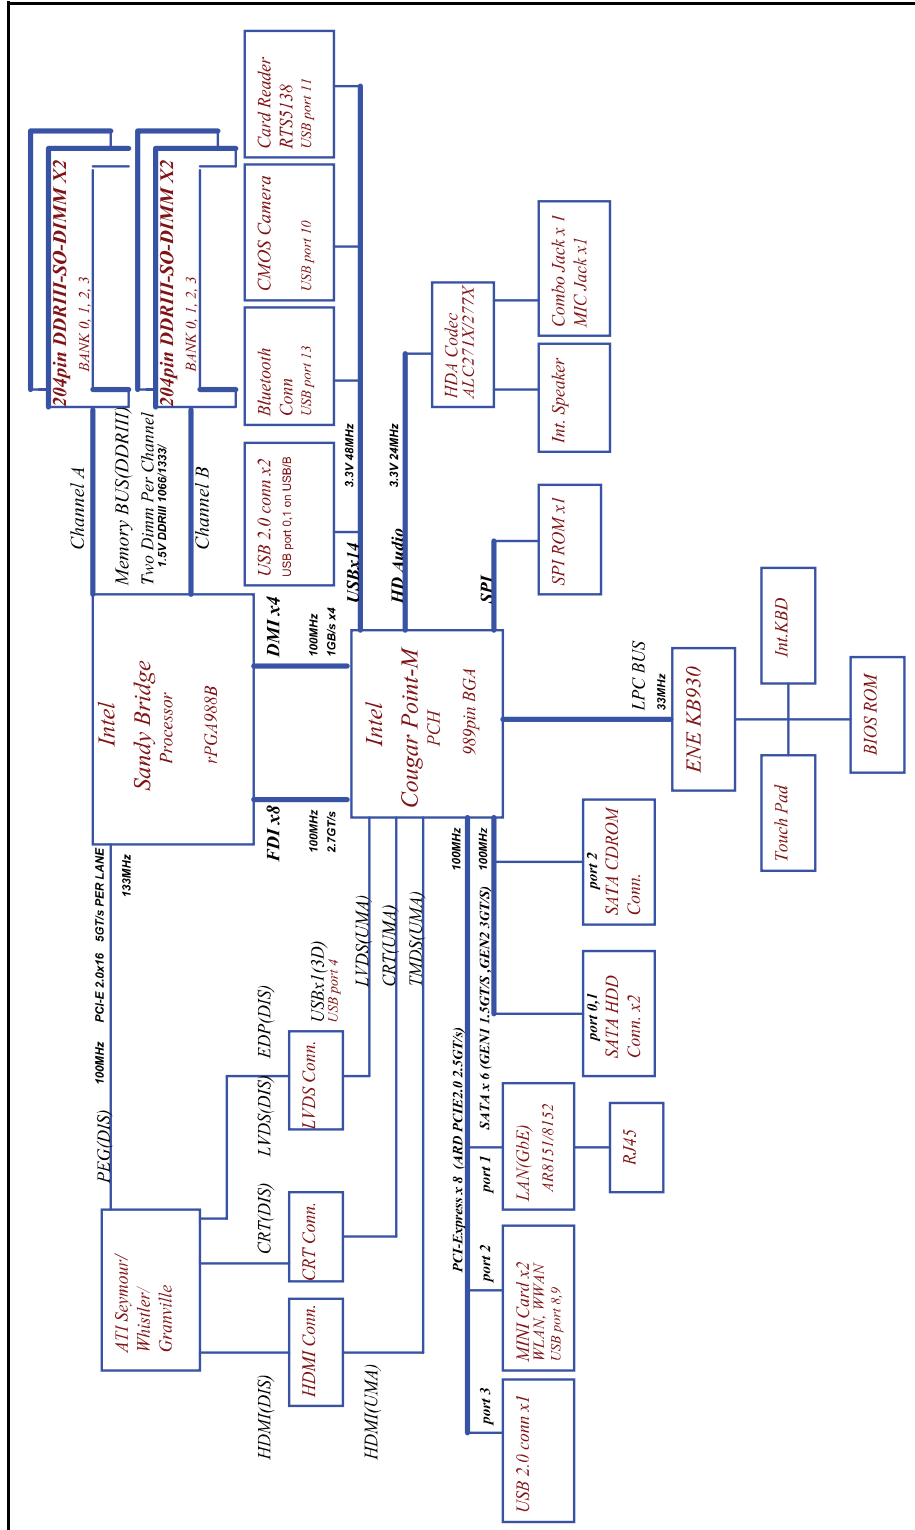 ATI Seymour/
Whistler/
Granville
PEG(DIS)
100MHz
PCI-E 2.0x16
5GT/s PER LANE
133MHz
Intel
Sandy Bridge
Processor
rPGA988B
Channel A
Memory BUS(DDRIII)
Two Dimm Per Channel
1.5V DDRIII 1066/1333/
Channel B
204pin DDRIII-SO-DIMM X2
BANK 0, 1, 2, 3
204pin DDRIII-SO-DIMM X2
BANK 0, 1, 2, 3
HDMI(DIS)
CRT(DIS)
LVDS(DIS)
EDP(DIS)
HDMI Conn.
CRT Conn.
LVDS Conn.
USBx1(3D)
USB port 4
HDMI(UMA)
LVDS(UMA)
CRT(UMA)
TMDS(UMA)
FDI x8
100MHz
2.7GT/s
DMI x4
100MHz
1GB/s x4
USB 2.0 conn x2
USB port 0,1 on USB/B
Bluetooth
Conn
USB port 13
CMOS Camera
USB port 10
Card Reader
RTS5138
USB port 11
USBx14
3.3V 48MHz
HD Audio
3.3V 24MHz
SPI
Intel
Cougar Point-M
PCH
989pin BGA
HDA Codec
ALC271X/277X
Int. Speaker
Combo Jack x 1
MIC Jack x1
SPI ROM x1
PCI-Express x 8 (ARD PCIE2.0 2.5GT/s)
100MHz
SATA x 6 (GEN1 1.5GT/S ,GEN2 3GT/S)
100MHz
port 3
USB 2.0 conn x1
port 2
MINI Card x2
WLAN, WWAN
USB port 8,9
port 1
LAN(GbE)
AR8151/8152
RJ45
port 0,1
SATA HDD
Conn. x2
port 2
SATA CDROM
Conn.
LPC BUS
33MHz
ENE KB930
Touch Pad
Int.KBD
BIOS ROM